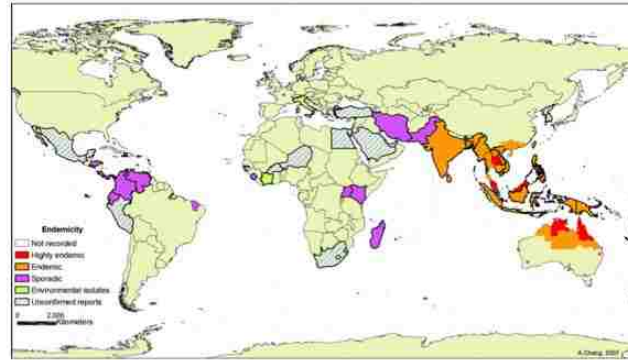 Endemicity
Not recorded
Highly endemic
Endemic
Sporadic
Environmental isolates
Unconfirmed reports
0 2,000
Kilometers
A.Cheng, 2007